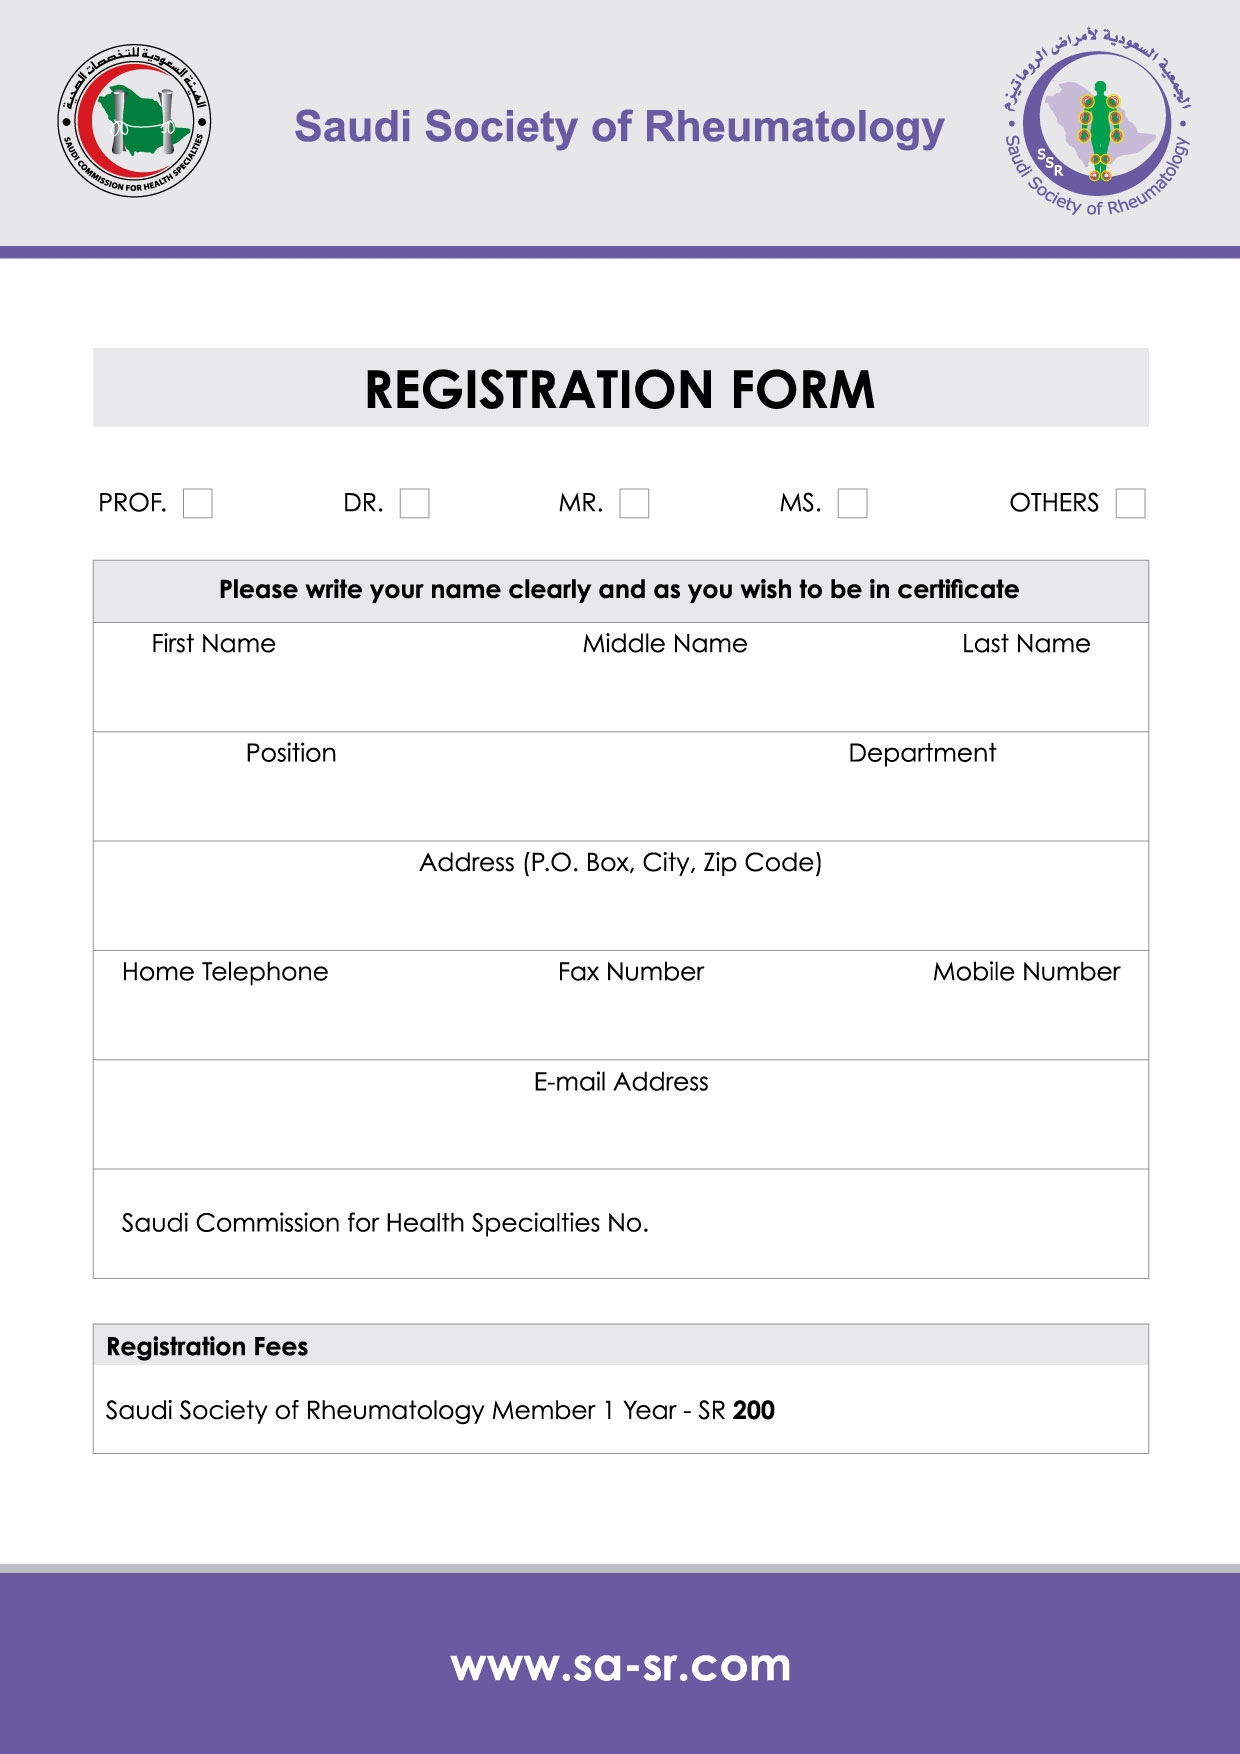 الهيئة السعودية للتخصصات الصحية
SAUDI COMMISSION FOR HEALTH SPECIALTIES
Saudi Society of Rheumatology
الجمعية السعودية لأمراض الروماتيزم
SSR
Saudi Society of Rheumatology
REGISTRATION FORM
PROF. DR. MR. MS. OTHERS
Please write your name clearly and as you wish to be in certificate
First Name Middle Name Last Name
Position Department
Address (P.O. Box, City, Zip Code)
Home Telephone Fax Number Mobile Number
E-mail Address
Saudi Commission for Health Specialties No.
Registration Fees
Saudi Society of Rheumatology Member 1 Year - SR 200
www.sa-sr.com